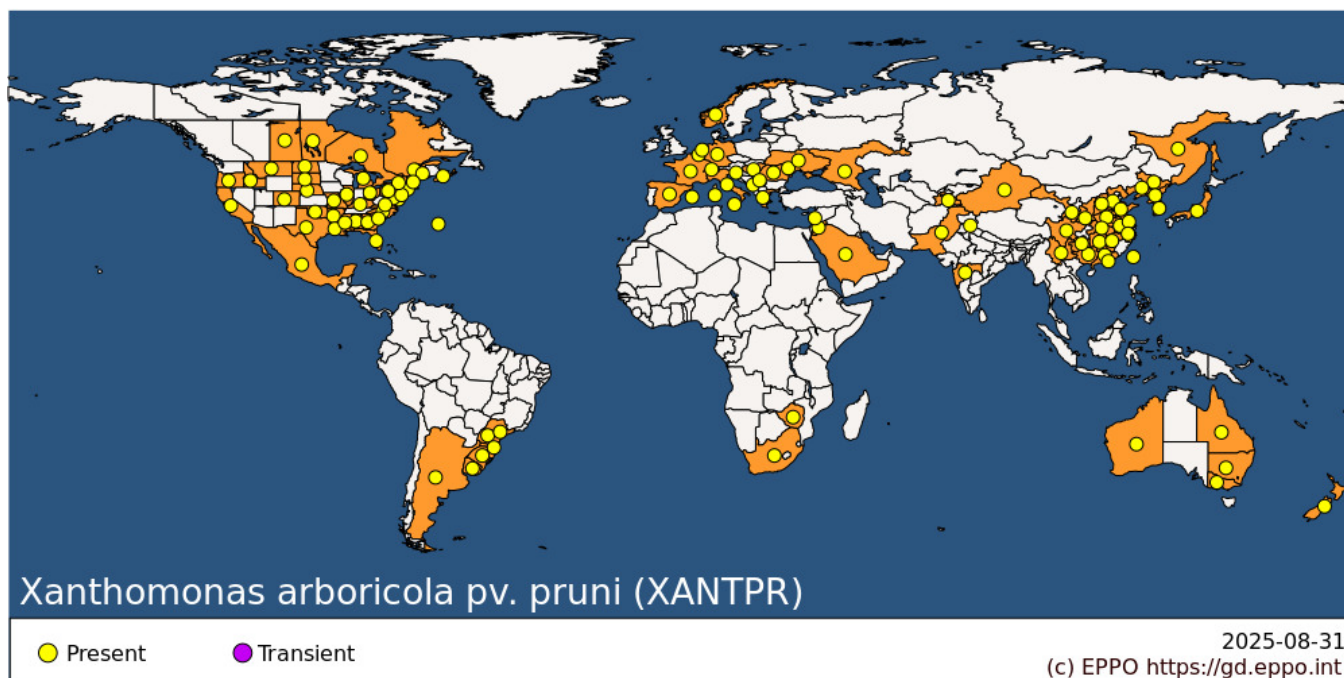 Xanthomonas arboricola pv. pruni (XANTPR)
Present
Transient
2025-08-31
(c) EPPO https://gd.eppo.int